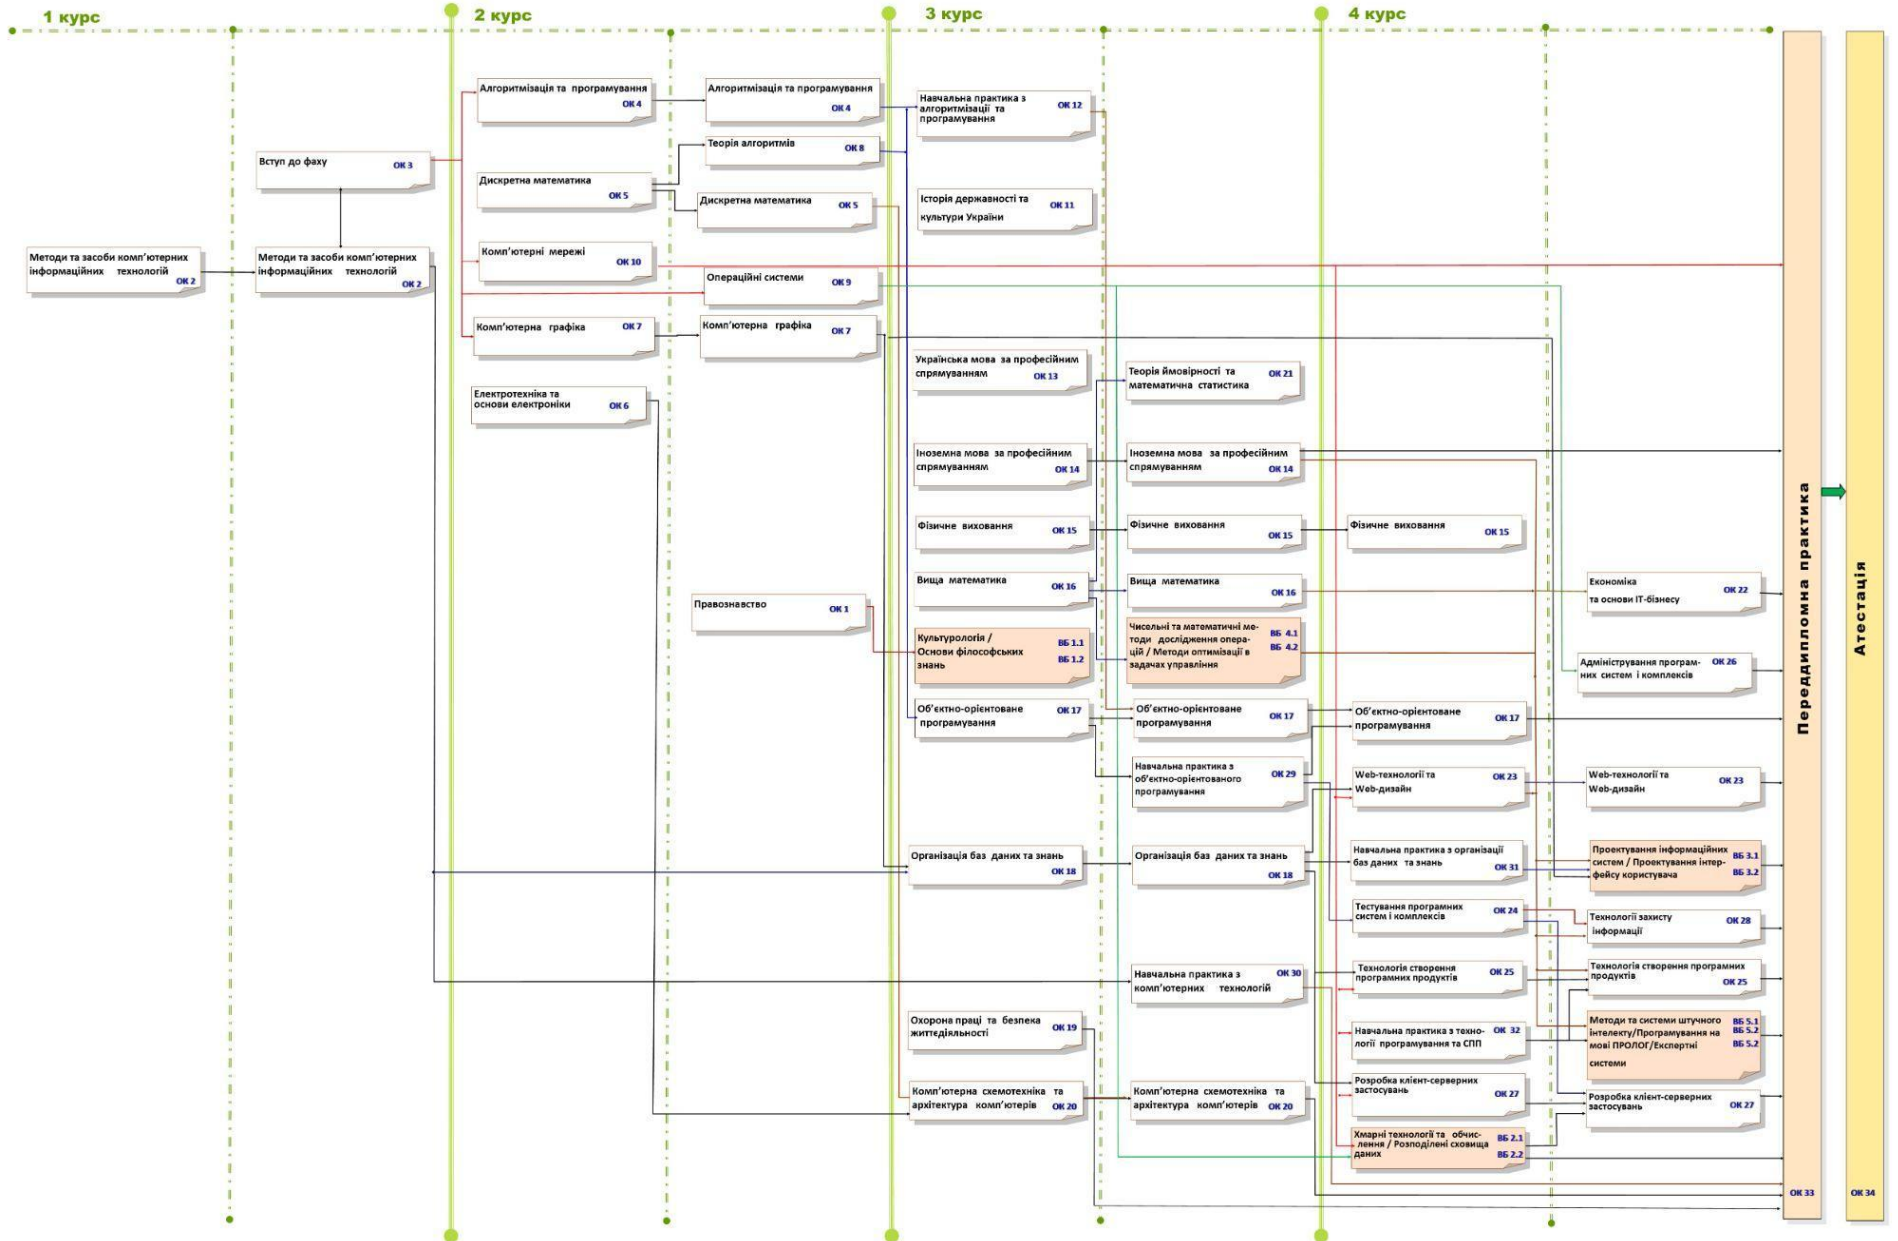 1 курс
2 курс
3 курс
4 курс
Методи та засоби комп’ютерних
інформаційних технологій
ОК 2
Вступ до фаху
ОК 3
Методи та засоби комп’ютерних
інформаційних технологій
ОК 2
Алгоритмізація та програмування
ОК 4
Дискретна математика
ОК 5
Комп’ютерні мережі
ОК 10
Комп’ютерна графіка
ОК 7
Електротехніка та
основи електроніки
ОК 6
Алгоритмізація та програмування
ОК 4
Теорія алгоритмів
ОК 8
Дискретна математика
ОК 5
Операційні системи
ОК 9
Комп’ютерна графіка
ОК 7
Правознавство
ОК 1
Навчальна практика з
алгоритмізації та
програмування
ОК 12
Історія державності та
культури України
ОК 11
Українська мова за професійним
спрямуванням
ОК 13
Іноземна мова за професійним
спрямуванням
ОК 14
Фізичне виховання
ОК 15
Вища математика
ОК 16
Культурологія /
Основи філософських
знань
ВБ 1.1
ВБ 1.2
Об’єктно-орієнтоване
програмування
ОК 17
Організація баз даних та знань
ОК 18
Охорона праці та безпека
життєдіяльності
ОК 19
Комп’ютерна схемотехніка та
архітектура комп’ютерів
ОК 20
Теорія ймовірності та
математична статистика
ОК 21
Іноземна мова за професійним
спрямуванням
ОК 14
Фізичне виховання
ОК 15
Вища математика
ОК 16
Чисельні та математичні ме-
тоди дослідження опера-
цій / Методи оптимізації в
задачах управління
ВБ 4.1
ВБ 4.2
Об’єктно-орієнтоване
програмування
ОК 17
Навчальна практика з
об’єктно-орієнтованого
програмування
ОК 29
Організація баз даних та знань
ОК 18
Навчальна практика з
комп’ютерних технологій
ОК 30
Комп’ютерна схемотехніка та
архітектура комп’ютерів
ОК 20
Фізичне виховання
ОК 15
Об’єктно-орієнтоване
програмування
ОК 17
Web-технології та
Web-дизайн
ОК 23
Навчальна практика з організації
баз даних та знань
ОК 31
Тестування програмних
систем і комплексів
ОК 24
Технологія створення
програмних продуктів
ОК 25
Навчальна практика з техно-
логії програмування та СПП
ОК 32
Розробка клієнт-серверних
застосувань
ОК 27
Хмарні технології та обчис-
лення / Розподілені сховища
даних
ВБ 2.1
ВБ 2.2
Економіка
та основи ІТ-бізнесу
ОК 22
Адміністрування програм-
них систем і комплексів
ОК 26
Web-технології та
Web-дизайн
ОК 23
Проектування інформаційних
систем / Проектування інтер-
фейсу користувача
ВБ 3.1
ВБ 3.2
Технології захисту
інформації
ОК 28
Технологія створення програмних
продуктів
ОК 25
Методи та системи штучного
інтелекту/Програмування на
мові ПРОЛОГ/Експертні
системи
ВБ 5.1
ВБ 5.2
ВБ 5.2
Розробка клієнт-серверних
застосувань
ОК 27
Переддипломна практика
ОК 33
Атестація
ОК 34